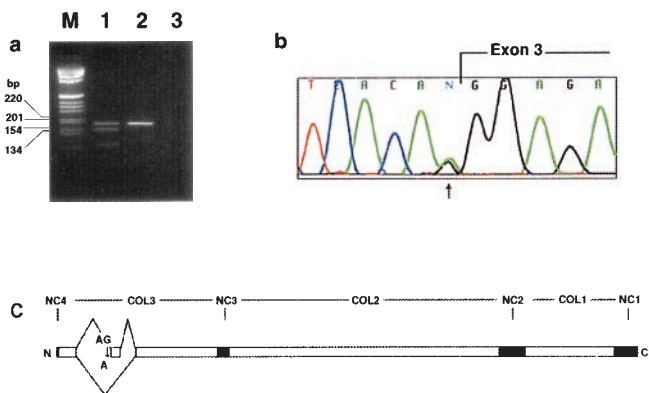 M 1 2 3
a
bp
220
201
154
134
b
Exon 3
T C A C A N G G A G A
C
NC4 COL3 NC3 COL2 NC2 COL1 NC1
AG
N
A
C